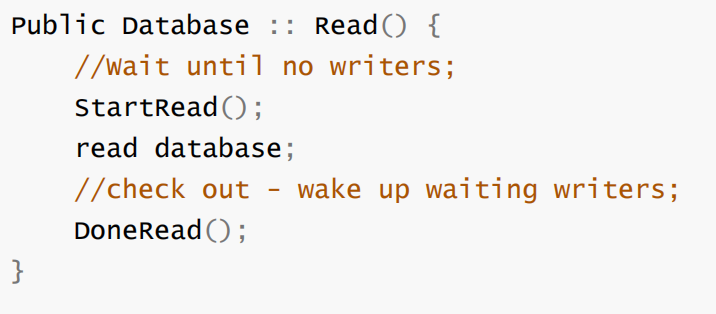 Public Database :: Read() {
//Wait until no writers;
StartRead();
read database;
//check out - wake up waiting writers;
DoneRead();
}